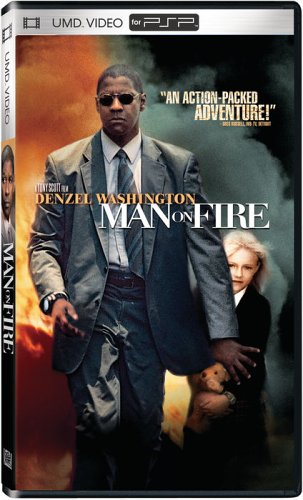 UMD. VIDEO for PSP
UMD. VIDEO
"AN ACTION-PACKED
ADVENTURE!"
A TONY SCOTT FILM
DENZEL WASHINGTON
MAN ON FIRE
MAN ON FIRE